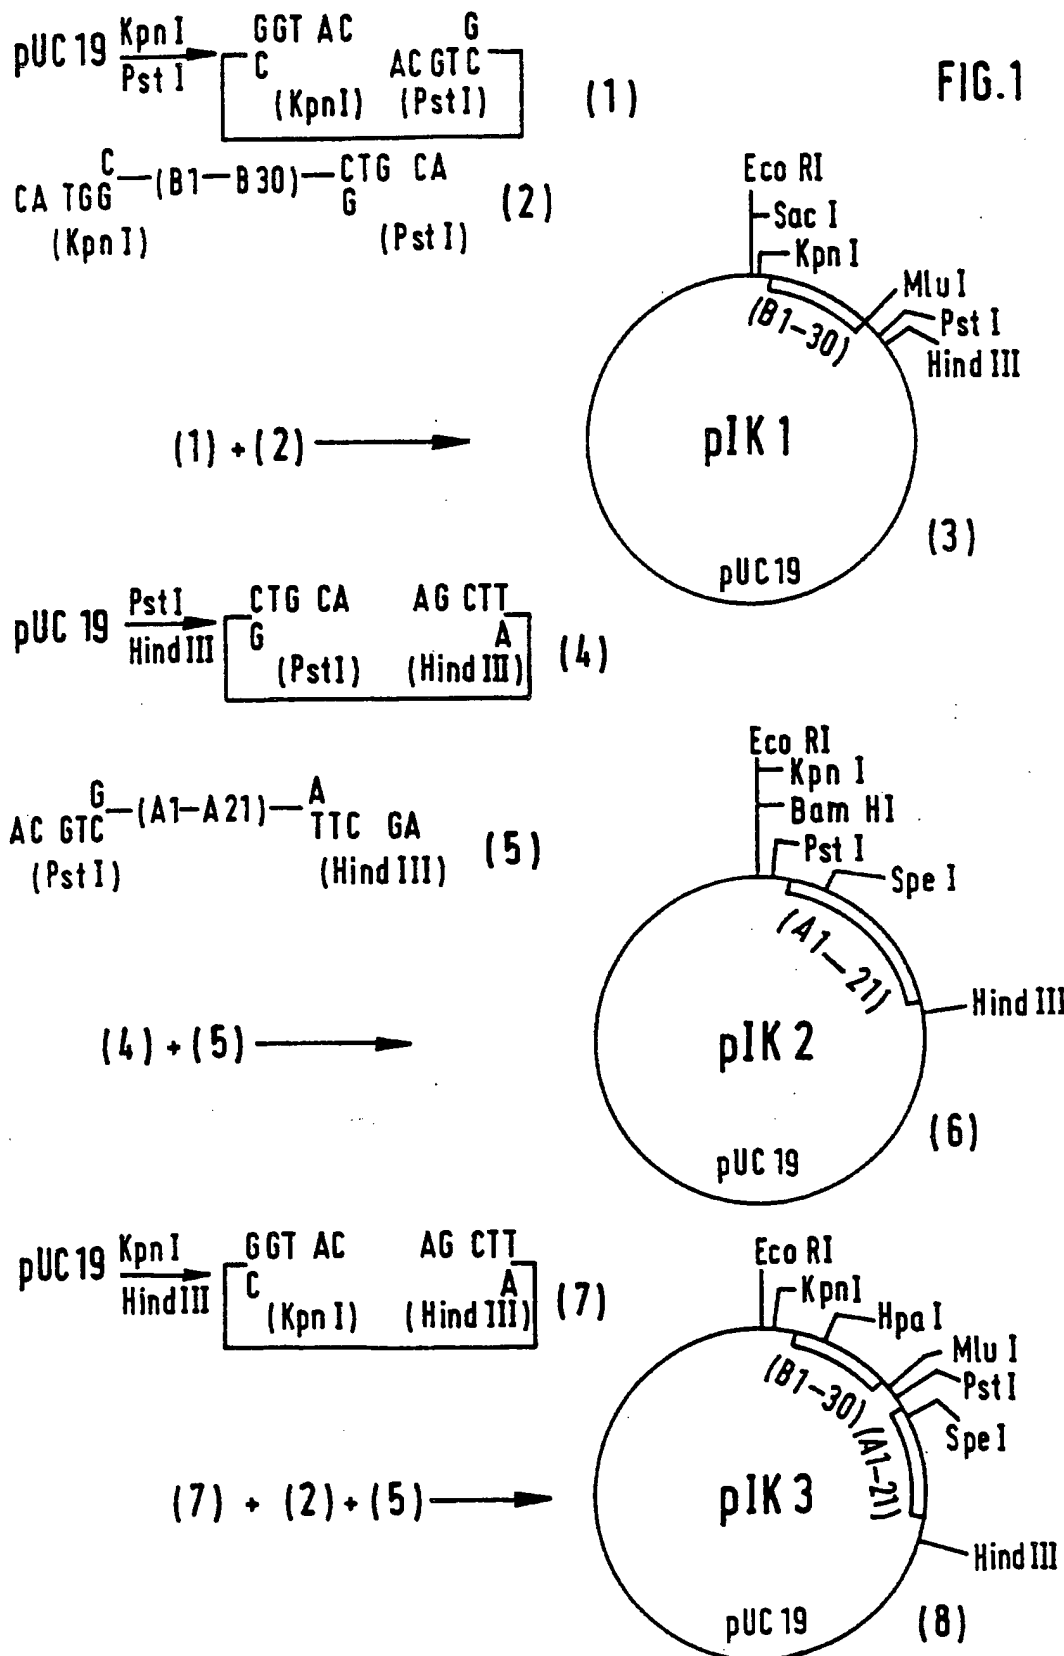 FIG.1
pUC 19 Kpn I
Pst I
GGT AC G
C AC GTC
(Kpn I) (Pst I)
(1)
C
CA TGG —(B1—B30)— CTG CA
G
(Kpn I) (Pst I)
(2)
Eco RI
Sac I
Kpn I
Mlu I
Pst I
Hind III
(B1-30)
(1) + (2)
pIK 1
(3)
pUC 19
pUC 19 Pst I
Hind III
CTG CA AG CTT
G A
(Pst I) (Hind III)
(4)
G A
AC GTC —(A1—A21)— TTC GA
(Pst I) (Hind III)
(5)
Eco RI
Kpn I
Bam HI
Pst I
Spe I
(A1—21)
Hind III
(4) + (5)
pIK 2
(6)
pUC 19
pUC 19 Kpn I
Hind III
GGT AC AG CTT
C A
(Kpn I) (Hind III)
(7)
Eco RI
Kpn I
Hpa I
Mlu I
Pst I
Spe I
(B1-30)
(A1-21)
(7) + (2) + (5)
pIK 3
Hind III
pUC 19
(8)